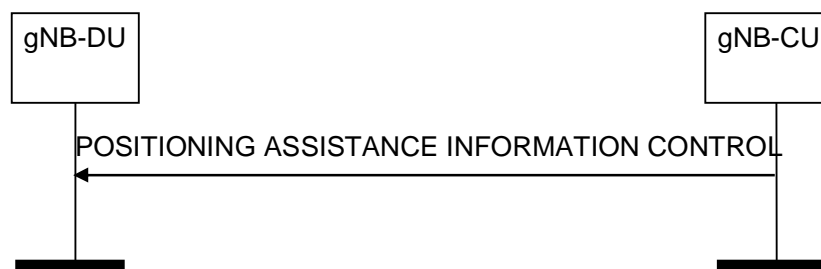 gNB-DU
gNB-CU
POSITIONING ASSISTANCE INFORMATION CONTROL